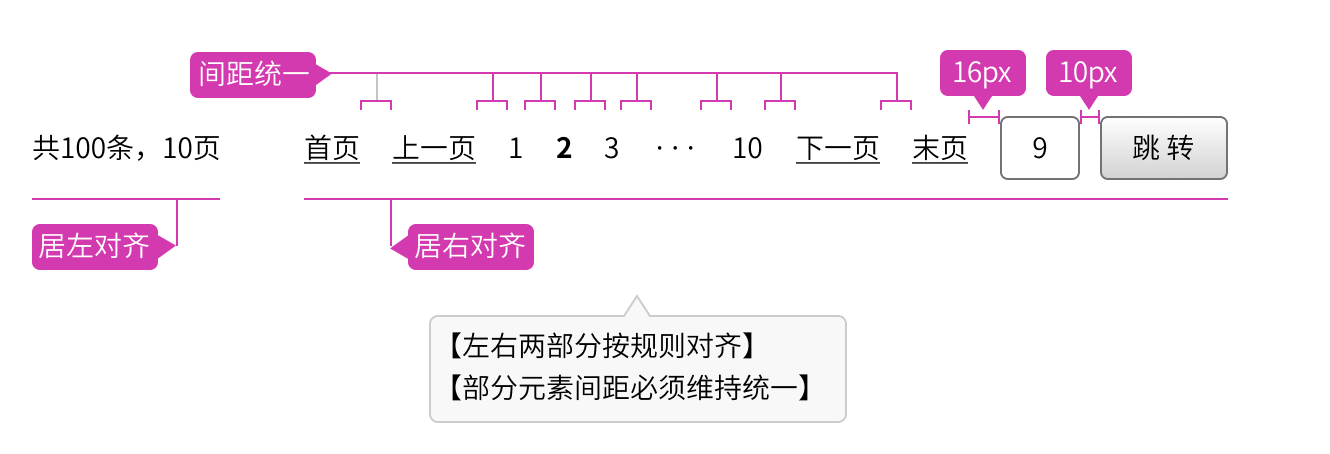 间距统一
16px
10px
共100条，10页
首页 上一页 1 2 3 ··· 10 下一页 末页 9 跳 转
居左对齐
居右对齐
【左右两部分按规则对齐】
【部分元素间距必须维持统一】